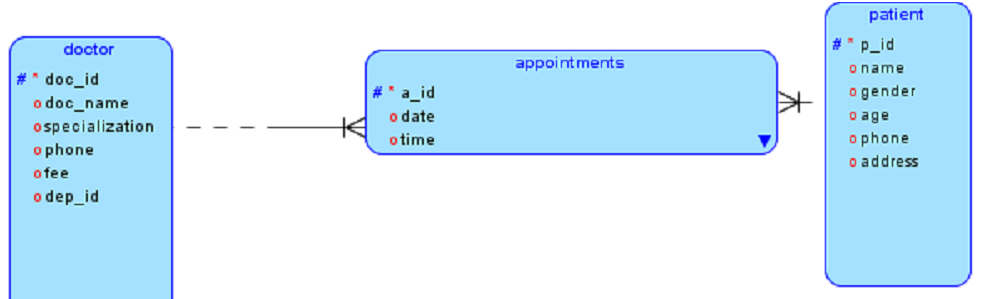 doctor
# * doc_id
o doc_name
o specialization
o phone
o fee
o dep_id
appointments
# * a_id
o date
o time
patient
# * p_id
o name
o gender
o age
o phone
o address